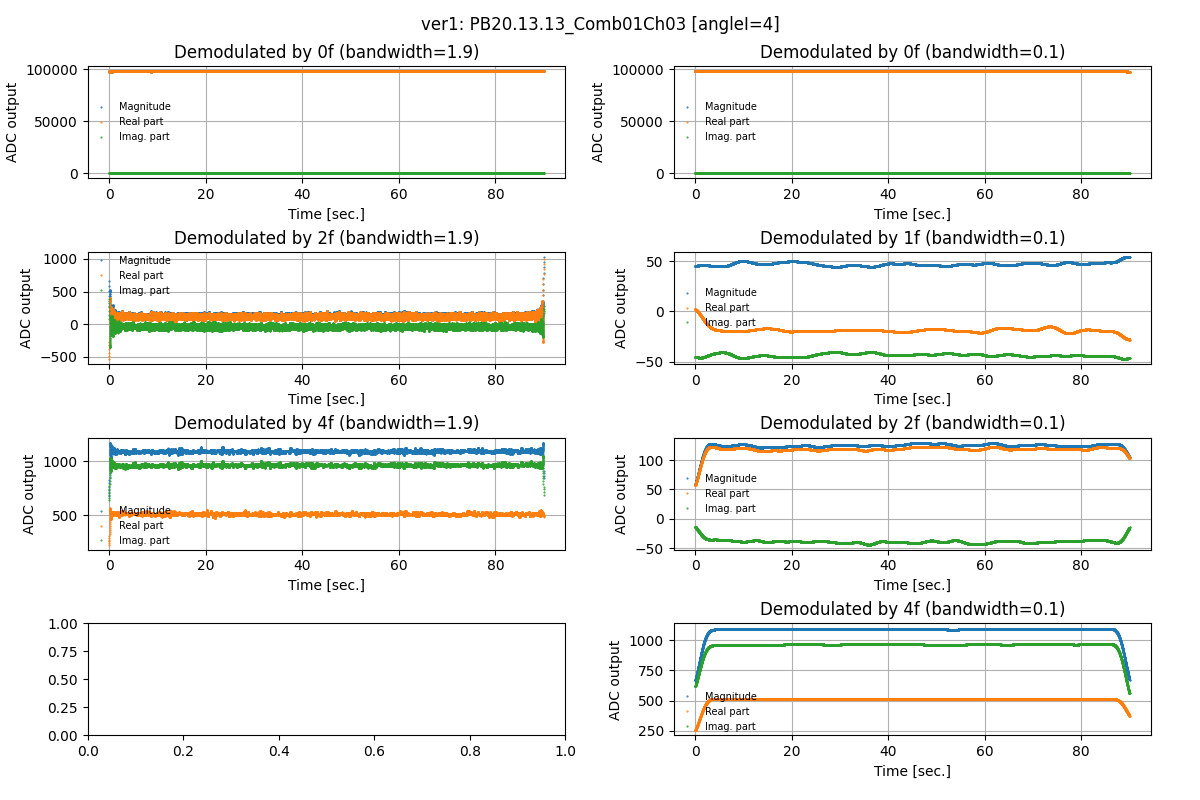 ver1: PB20.13.13_Comb01Ch03 [angleI=4]
Demodulated by 0f (bandwidth=1.9)
ADC output
100000
50000
0
Magnitude
Real part
Imag. part
0 20 40 60 80
Time [sec.]
Demodulated by 0f (bandwidth=0.1)
ADC output
100000
50000
0
Magnitude
Real part
Imag. part
0 20 40 60 80
Time [sec.]
Demodulated by 2f (bandwidth=1.9)
ADC output
1000
500
0
−500
Magnitude
Real part
Imag. part
0 20 40 60 80
Time [sec.]
Demodulated by 1f (bandwidth=0.1)
ADC output
50
0
−50
Magnitude
Real part
Imag. part
0 20 40 60 80
Time [sec.]
Demodulated by 4f (bandwidth=1.9)
ADC output
1000
500
Magnitude
Real part
Imag. part
0 20 40 60 80
Time [sec.]
Demodulated by 2f (bandwidth=0.1)
ADC output
100
50
0
−50
Magnitude
Real part
Imag. part
0 20 40 60 80
Time [sec.]
1.00
0.75
0.50
0.25
0.00
0.0 0.2 0.4 0.6 0.8 1.0
Demodulated by 4f (bandwidth=0.1)
ADC output
1000
750
500
250
Magnitude
Real part
Imag. part
0 20 40 60 80
Time [sec.]